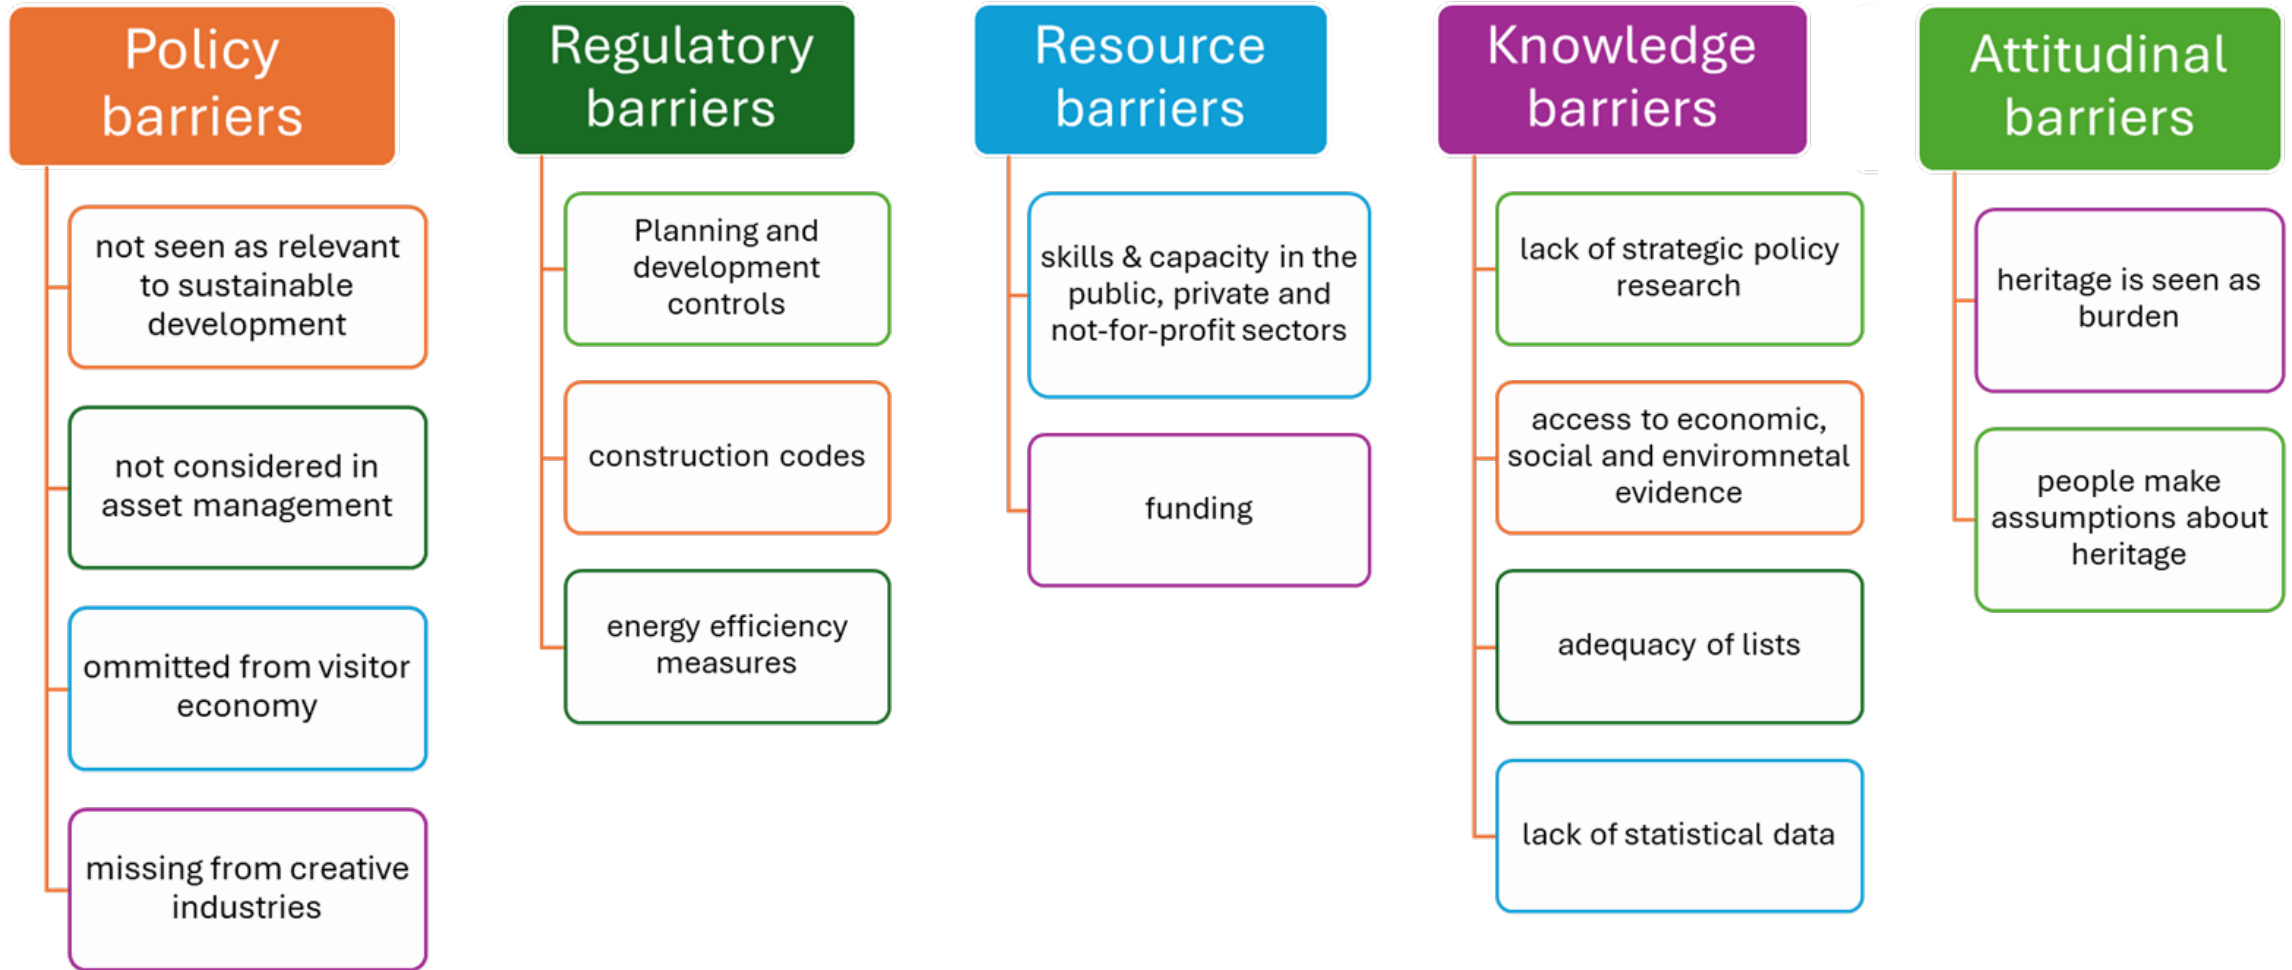 Policy
barriers
not seen as relevant
to sustainable
development
not considered in
asset management
ommitted from visitor
economy
missing from creative
industries
Regulatory
barriers
Planning and
development
controls
construction codes
energy efficiency
measures
Resource
barriers
skills & capacity in the
public, private and
not-for-profit sectors
funding
Knowledge
barriers
lack of strategic policy
research
access to economic,
social and enviromnetal
evidence
adequacy of lists
lack of statistical data
Attitudinal
barriers
heritage is seen as
burden
people make
assumptions about
heritage